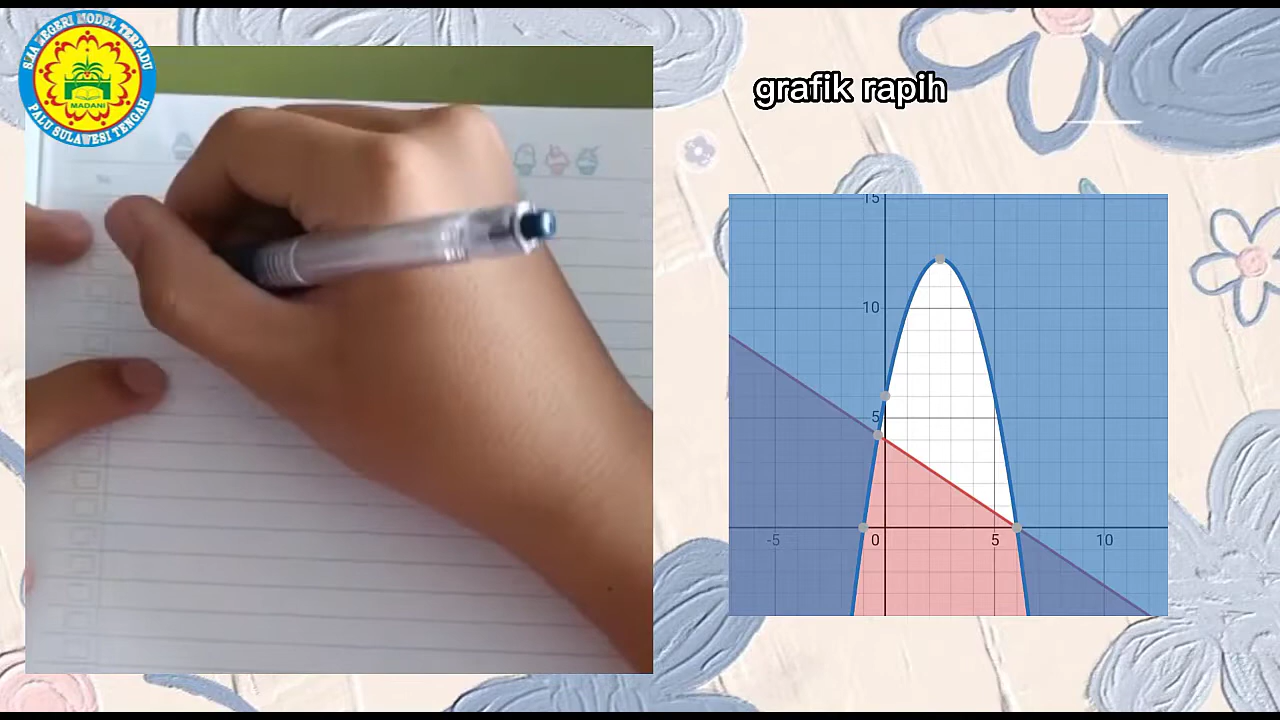 SMA NEGERI MODEL TERPADU
MADANI
PALU SULAWESI TENGAH
grafik rapih
15
10
5
-5
0
5
10